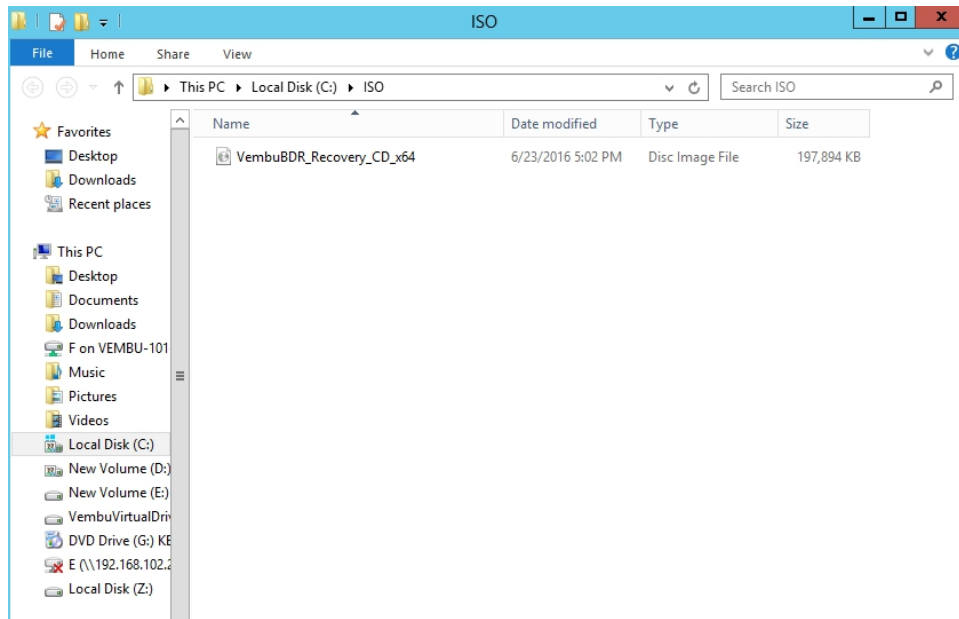 ISO
File Home Share View
This PC Local Disk (C:) ISO Search ISO
Name Date modified Type Size
VembuBDR_Recovery_CD_x64 6/23/2016 5:02 PM Disc Image File 197,894 KB
Favorites
Desktop
Downloads
Recent places
This PC
Desktop
Documents
Downloads
F on VEMBU-101
Music
Pictures
Videos
Local Disk (C:)
New Volume (D:)
New Volume (E:)
VembuVirtualDriv
DVD Drive (G:) KE
E (\\192.168.102.2
Local Disk (Z:)